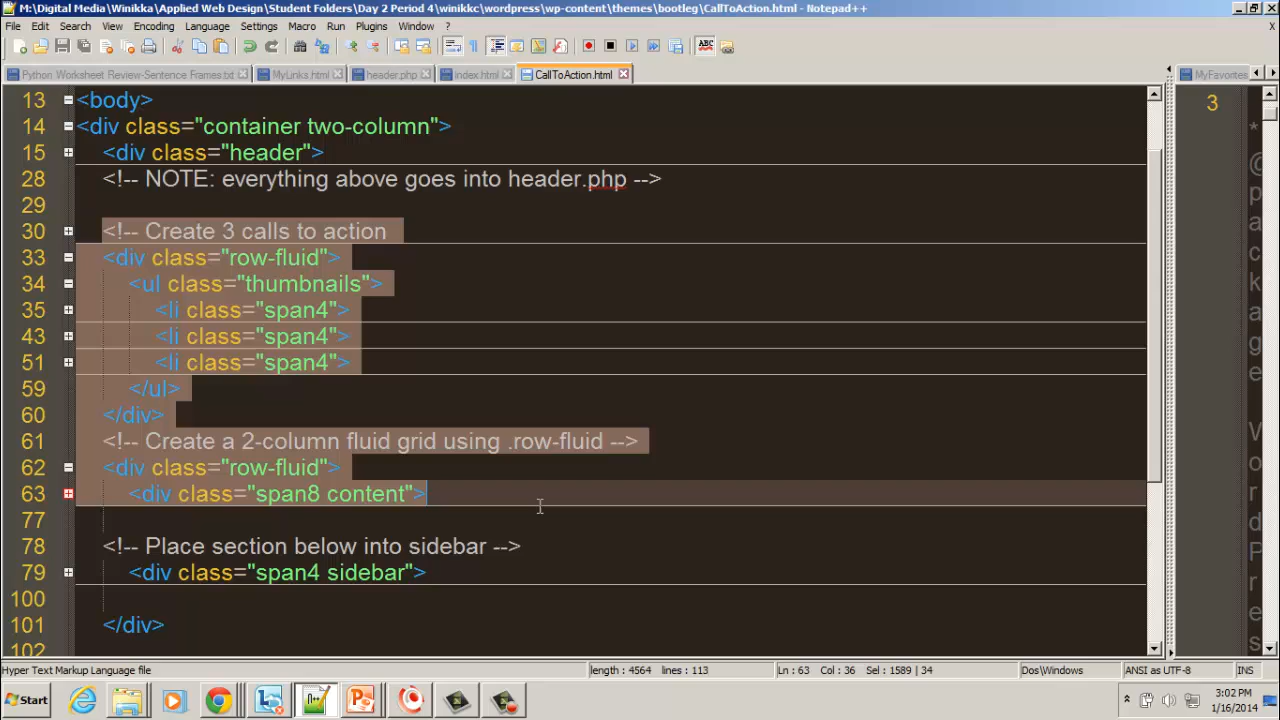 M:\Digital Media\Winikka\Applied Web Design\Student Folders\Day 2 Period 4\winikkc\wordpress\wp-content\themes\bootleg\CallToAction.html - Notepad++
File Edit Search View Encoding Language Settings Macro Run Plugins Window ? X
Python Worksheet Review-Sentence Frames.txt MyLinks.html header.php index.html CallToAction.html MyFavorites
13 <body>
14 <div class="container two-column">
15 <div class="header">
28 <!-- NOTE: everything above goes into header.php -->
29
30 <!-- Create 3 calls to action
33 <div class="row-fluid">
34 <ul class="thumbnails">
35 <li class="span4">
43 <li class="span4">
51 <li class="span4">
59 </ul>
60 </div>
61 <!-- Create a 2-column fluid grid using .row-fluid -->
62 <div class="row-fluid">
63 <div class="span8 content">
77
78 <!-- Place section below into sidebar -->
79 <div class="span4 sidebar">
100
101 </div>
102
3
*
@
p
a
c
k
a
g
e
W
o
r
d
P
r
e
s
Hyper Text Markup Language file length : 4564 lines : 113 Ln : 63 Col : 36 Sel : 1589 | 34 Dos\Windows ANSI as UTF-8 INS
Start 3:02 PM
1/16/2014